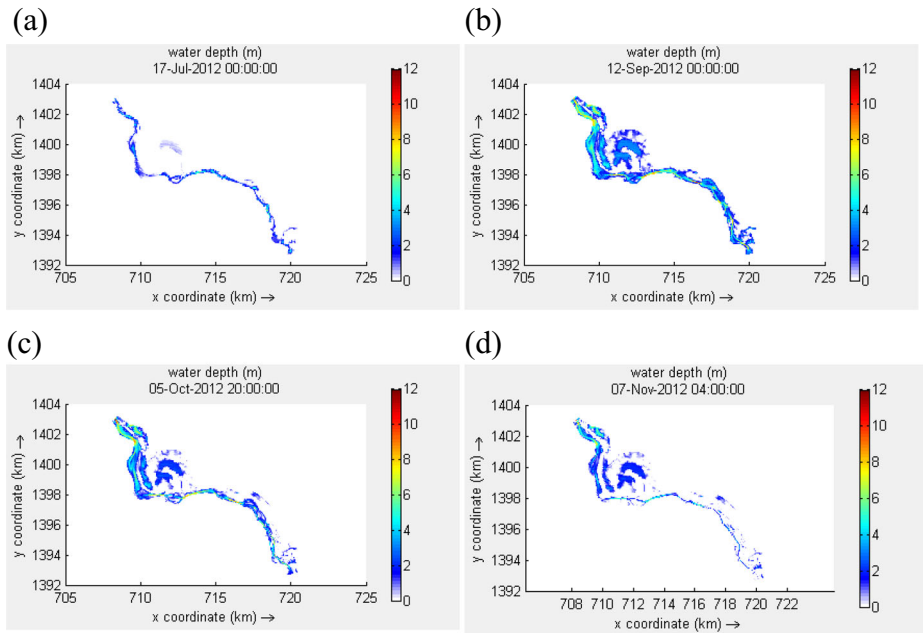 (a)
water depth (m)
17-Jul-2012 00:00:00
1404
1402
1400
1398
1396
1394
1392
y coordinate (km) →
705 710 715 720 725
x coordinate (km) →
12
10
8
6
4
2
0
(b)
water depth (m)
12-Sep-2012 00:00:00
1404
1402
1400
1398
1396
1394
1392
y coordinate (km) →
705 710 715 720 725
x coordinate (km) →
12
10
8
6
4
2
0
(c)
water depth (m)
05-Oct-2012 20:00:00
1404
1402
1400
1398
1396
1394
1392
y coordinate (km) →
705 710 715 720 725
x coordinate (km) →
12
10
8
6
4
2
0
(d)
water depth (m)
07-Nov-2012 04:00:00
1404
1402
1400
1398
1396
1394
1392
y coordinate (km) →
708 710 712 714 716 718 720 722
x coordinate (km) →
12
10
8
6
4
2
0